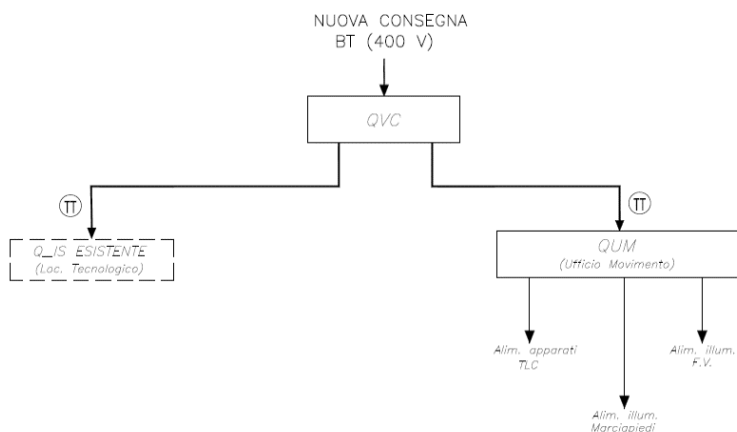 NUOVA CONSEGNA
BT (400 V)
QVC
TT
TT
Q_IS ESISTENTE
(Loc. Tecnologico)
QUM
(Ufficio Movimento)
Alim. apparati
TLC
Alim. illum.
F.V.
Alim. illum.
Marciapiedi